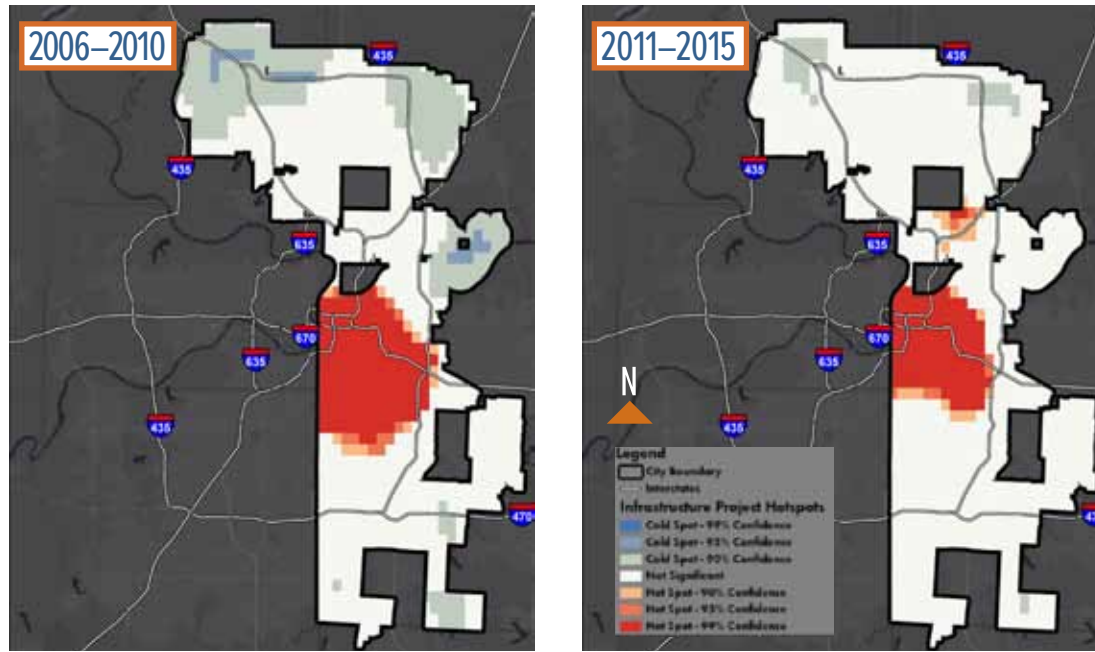 2006–2010
435
435
635
670
635
435
470
2011–2015
435
435
635
670
635
435
N
Legend
City Boundary
Interstates
Infrastructure Project Hotspots
Cold Spot - 99% Confidence
Cold Spot - 95% Confidence
Cold Spot - 90% Confidence
Not Significant
Hot Spot - 90% Confidence
Hot Spot - 95% Confidence
Hot Spot - 99% Confidence